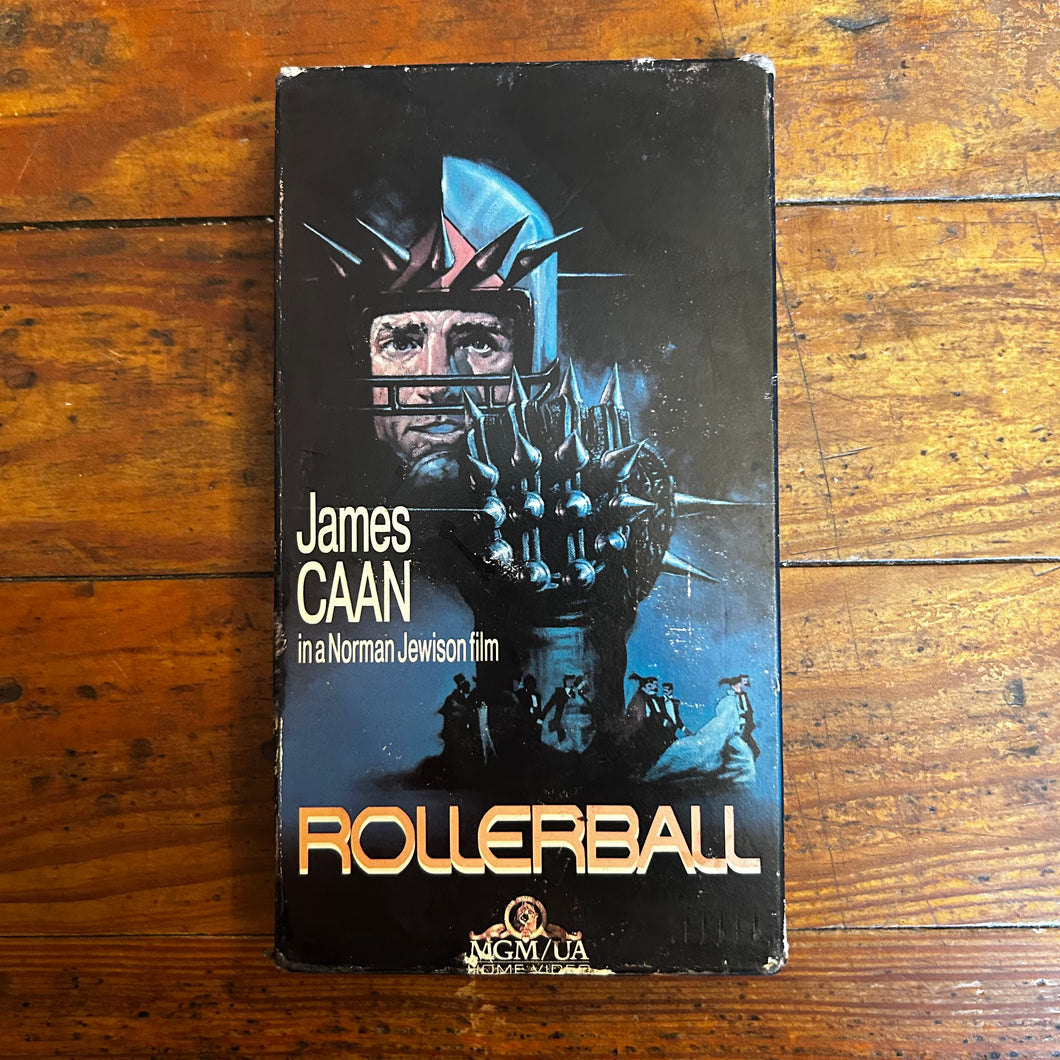 James
CAAN
in a Norman Jewison film
ROLLERBALL
MGM/UA
HOME VIDEO